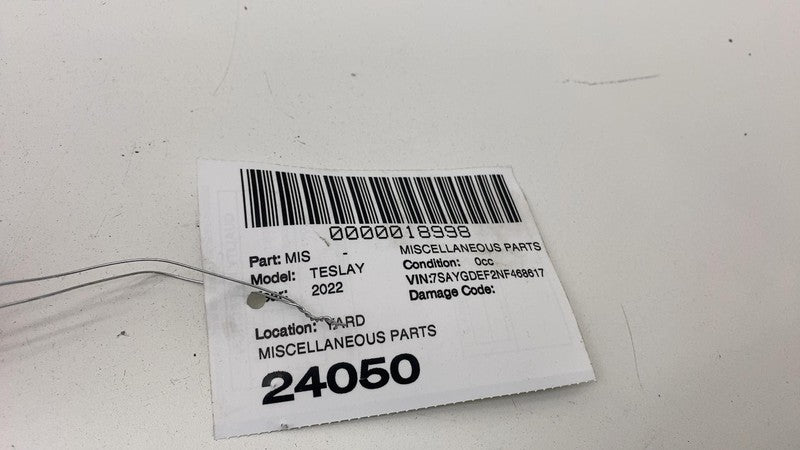 0000018998
Part: MIS - MISCELLANEOUS PARTS
Model: TESLAY Condition: 0cc
2022 VIN:7SAYGDEF2NF468617
Damage Code:
Location: YARD
MISCELLANEOUS PARTS
24050